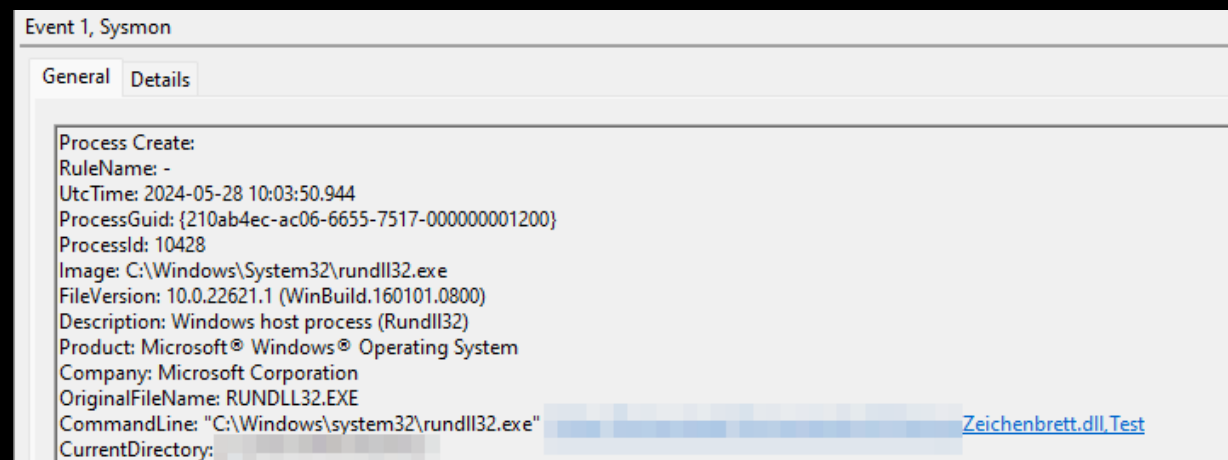 Event 1, Sysmon
General Details
Process Create:
RuleName: -
UtcTime: 2024-05-28 10:03:50.944
ProcessGuid: {210ab4ec-ac06-6655-7517-000000001200}
ProcessId: 10428
Image: C:\Windows\System32\rundll32.exe
FileVersion: 10.0.22621.1 (WinBuild.160101.0800)
Description: Windows host process (Rundll32)
Product: Microsoft® Windows® Operating System
Company: Microsoft Corporation
OriginalFileName: RUNDLL32.EXE
CommandLine: "C:\Windows\system32\rundll32.exe" Zeichenbrett.dll,Test
CurrentDirectory: